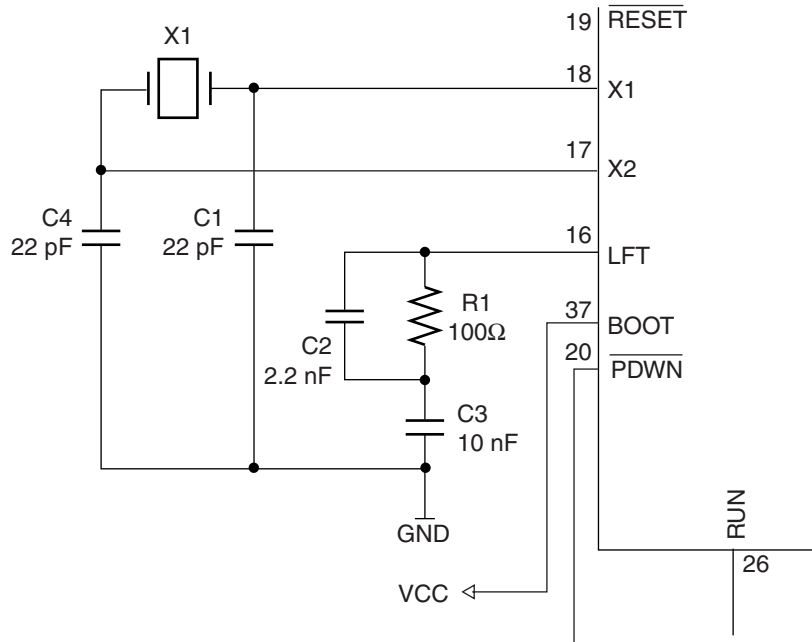 X1
19
RESET
18
X1
17
X2
C4
22 pF
C1
22 pF
16
LFT
R1
100Ω
C2
2.2 nF
37
BOOT
20
PDWN
C3
10 nF
GND
RUN
26
VCC